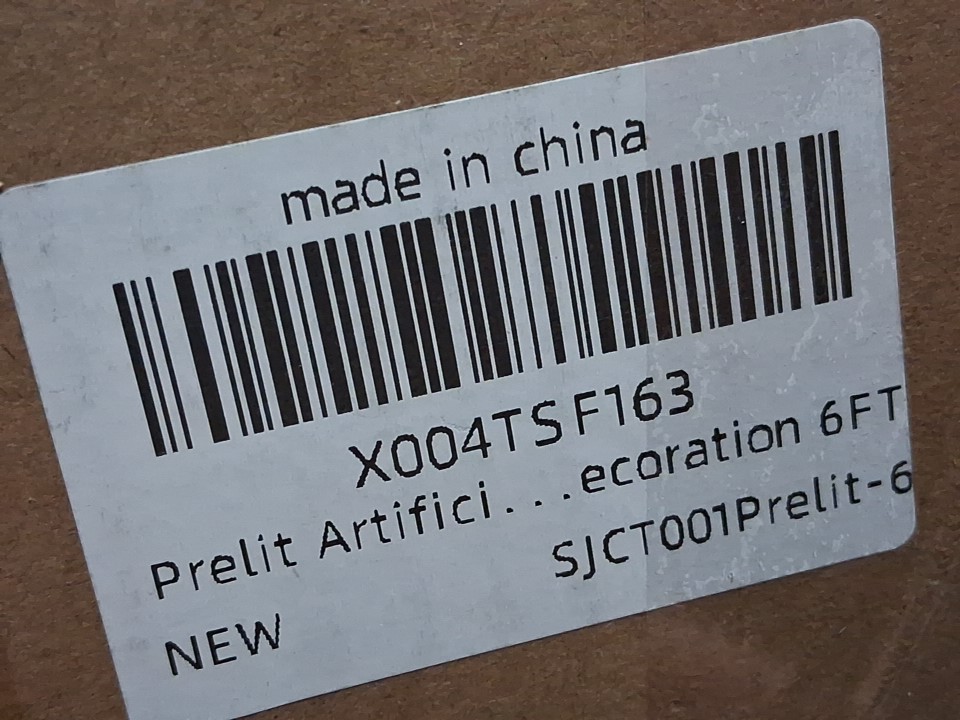 made in china
X004TSF163
Prelit Artifici...ecoration 6FT
SJCT001Prelit-6
NEW